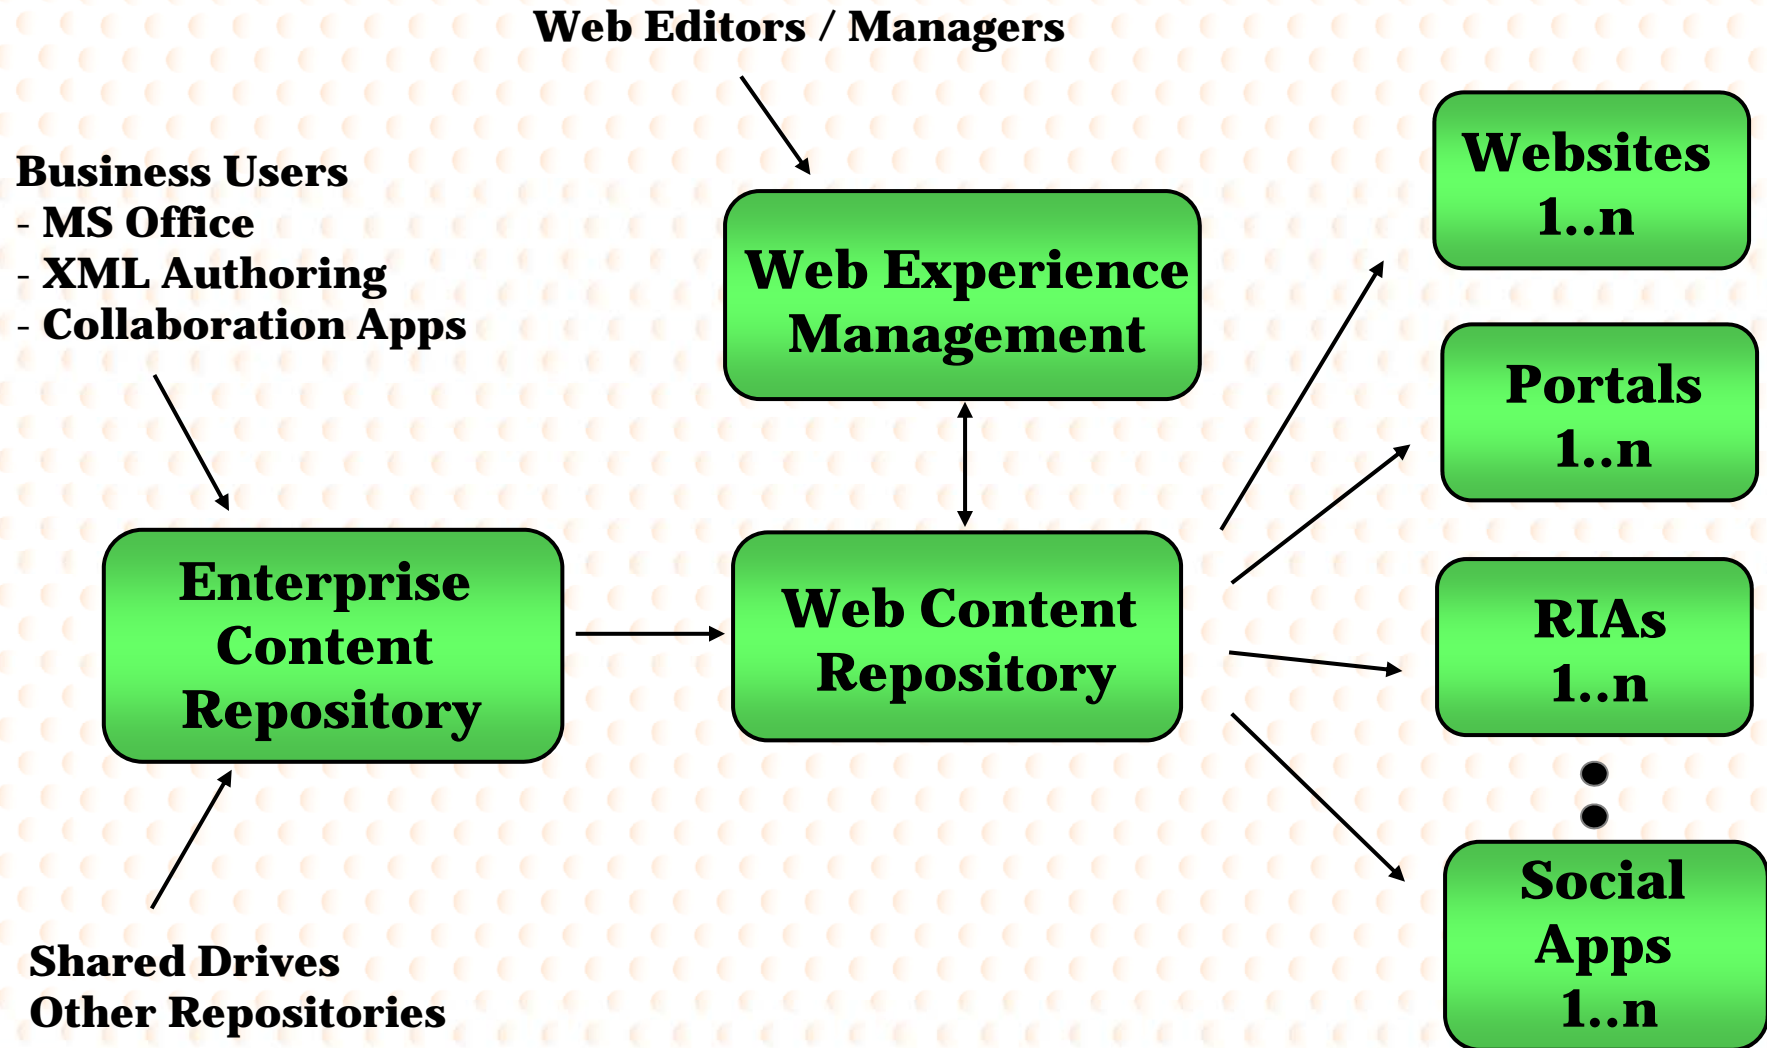 Web Editors / Managers
Business Users
- MS Office
- XML Authoring
- Collaboration Apps
Web Experience
Management
Enterprise
Content
Repository
Web Content
Repository
Shared Drives
Other Repositories
Websites
1..n
Portals
1..n
RIAs
1..n
Social
Apps
1..n